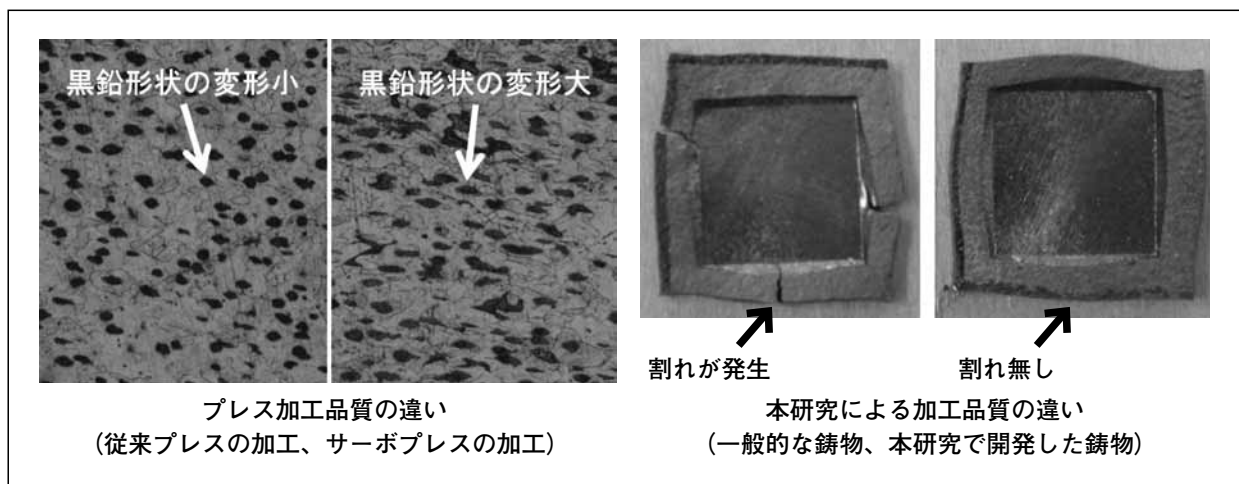 黒鉛形状の変形小
黒鉛形状の変形大
プレス加工品質の違い
（従来プレスの加工、サーボプレスの加工）
割れが発生
割れ無し
本研究による加工品質の違い
（一般的な鋳物、本研究で開発した鋳物）